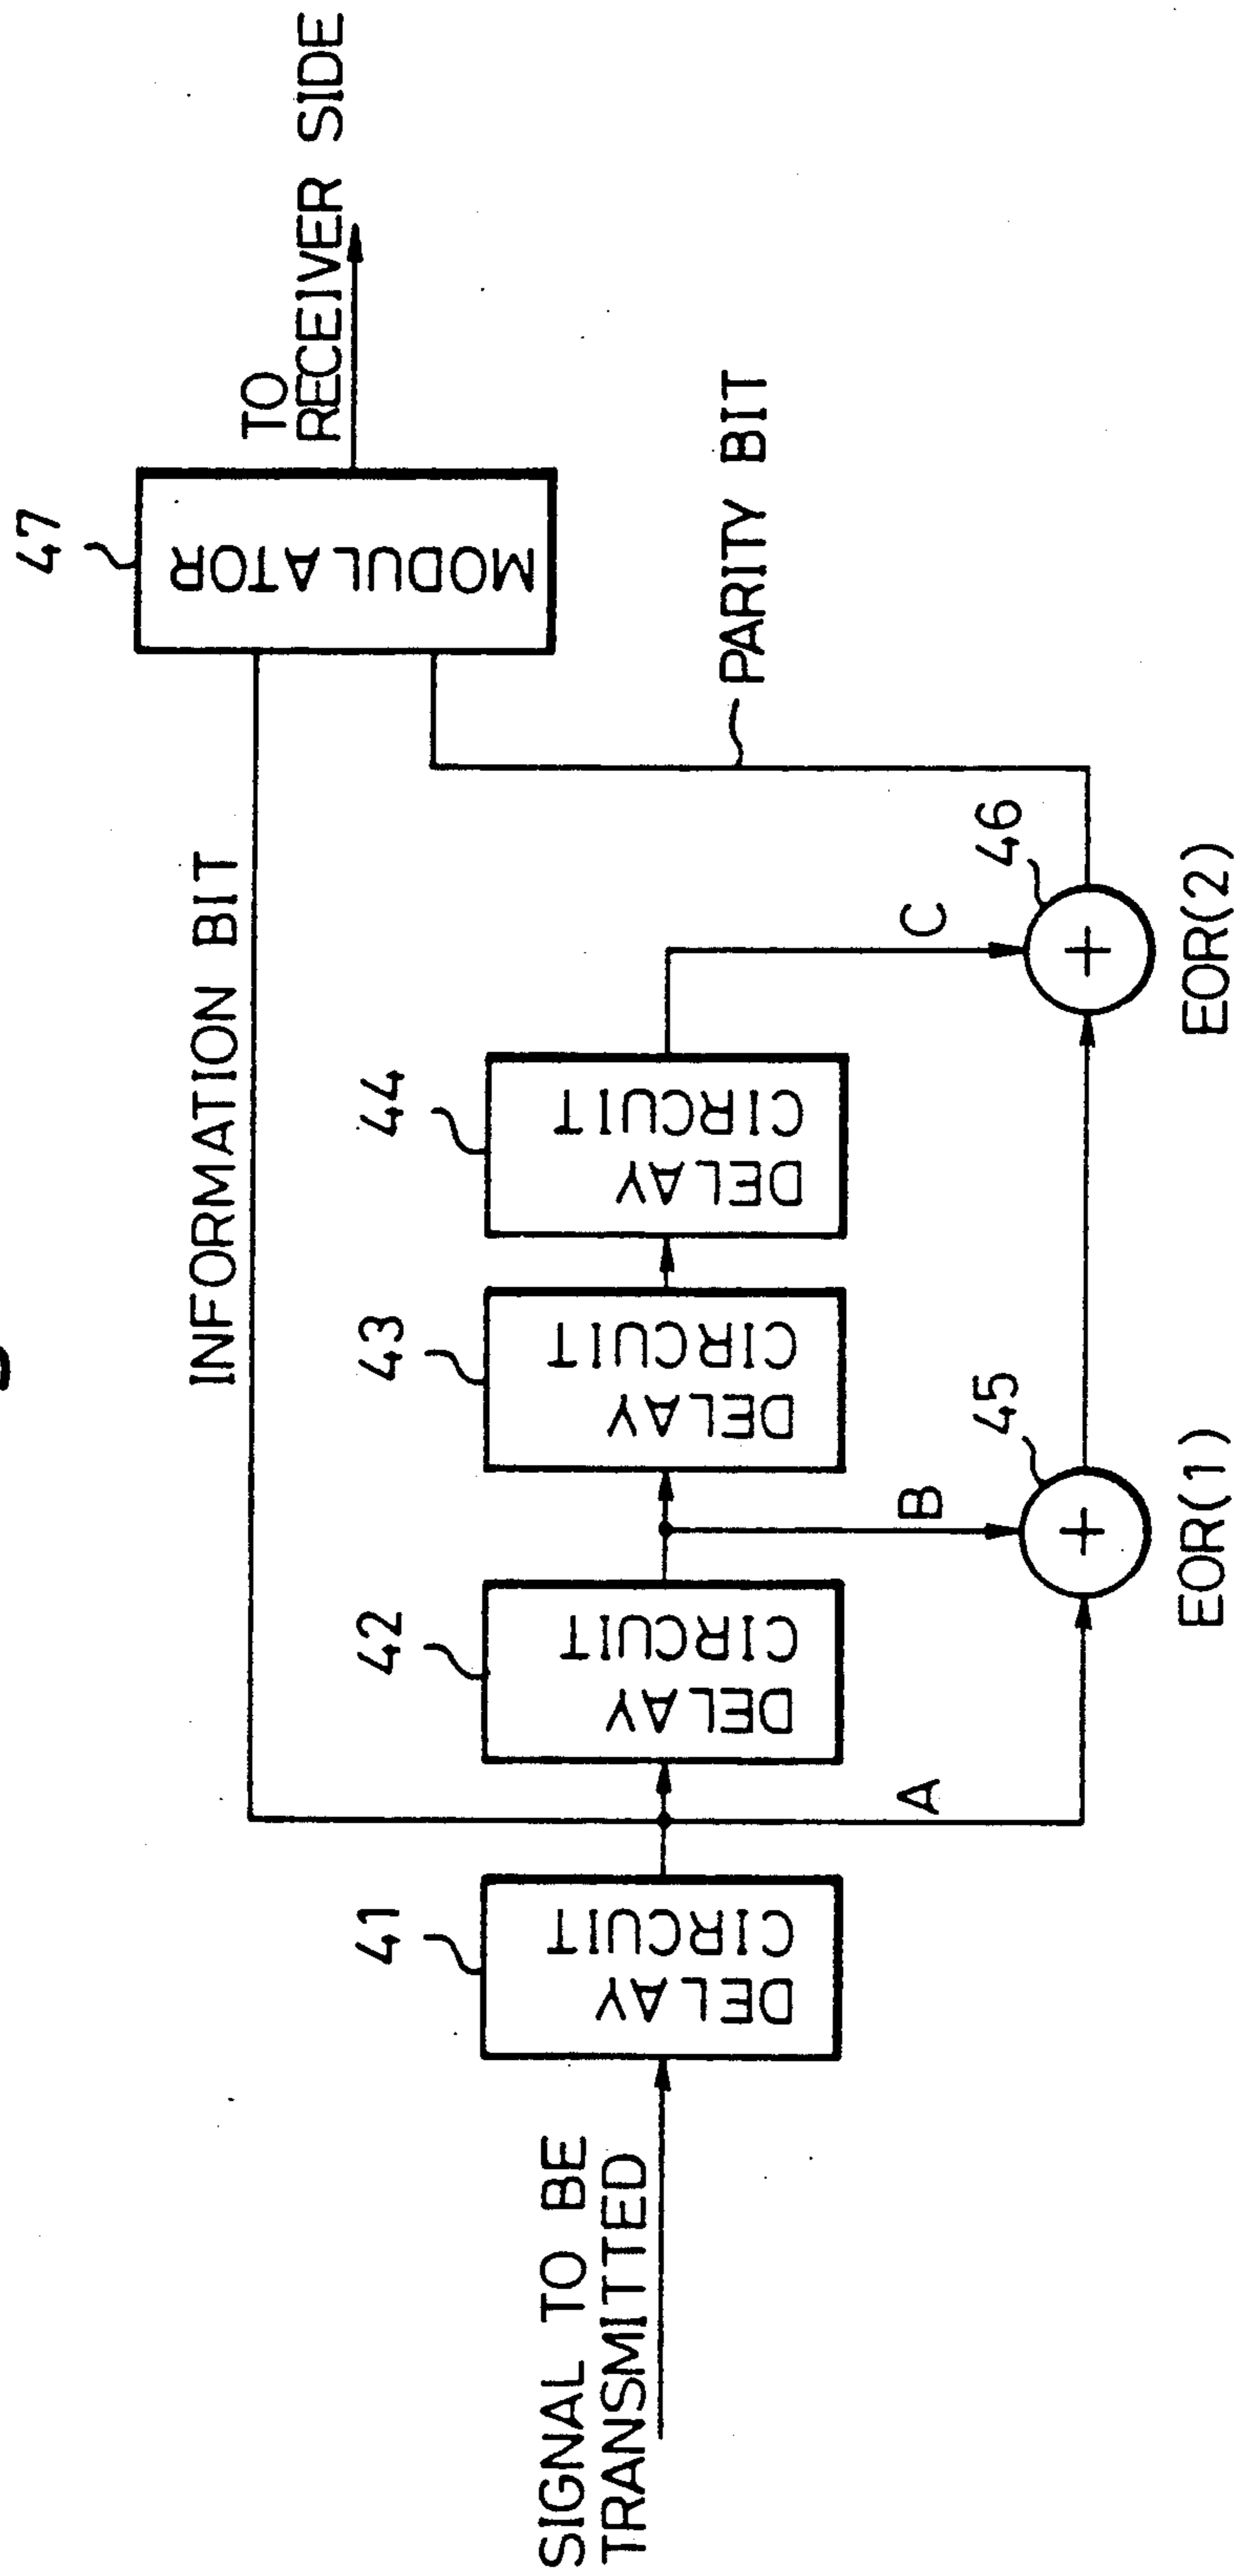 47
TO
RECEIVER SIDE
MODULATOR
INFORMATION BIT
PARITY BIT
SIGNAL TO BE
TRANSMITTED
41
DELAY
CIRCUIT
42
DELAY
CIRCUIT
43
DELAY
CIRCUIT
44
DELAY
CIRCUIT
A
B
C
45
+
EOR(1)
46
+
EOR(2)